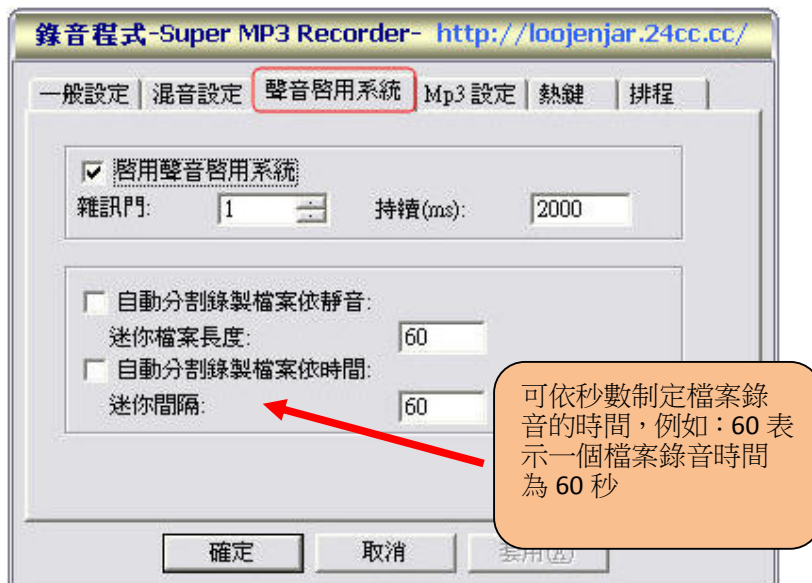 錄音程式-Super MP3 Recorder- http://loojenjar.24cc.cc/
一般設定 混音設定 聲音啓用系統 Mp3 設定 熱鍵 排程
啓用聲音啓用系統
雜訊門: 1 持續(ms): 2000
自動分割錄製檔案依靜音:
迷你檔案長度: 60
自動分割錄製檔案依時間:
迷你間隔: 60
可依秒數制定檔案錄
音的時間，例如：60 表
示一個檔案錄音時間
為 60 秒
確定 取消 套用(A)